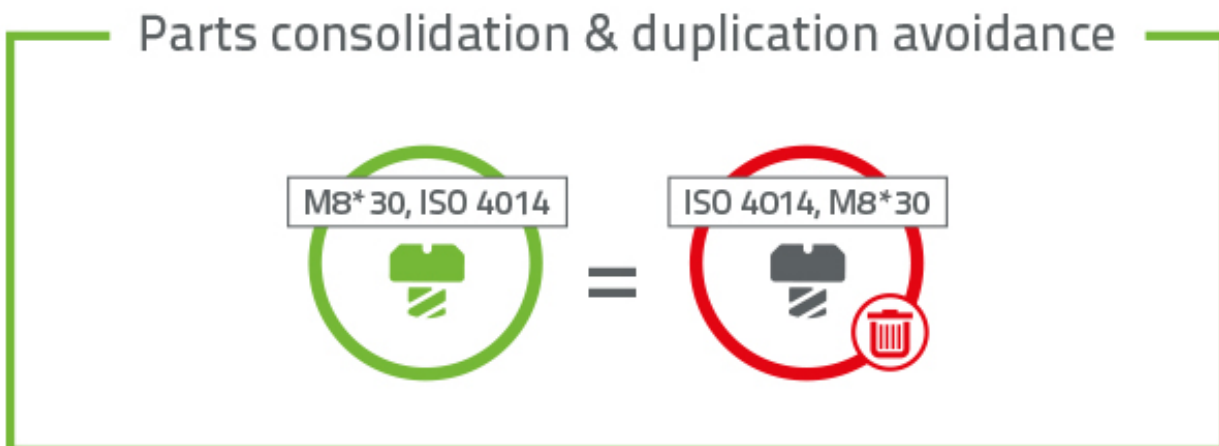 Parts consolidation & duplication avoidance
M8*30, ISO 4014
=
ISO 4014, M8*30